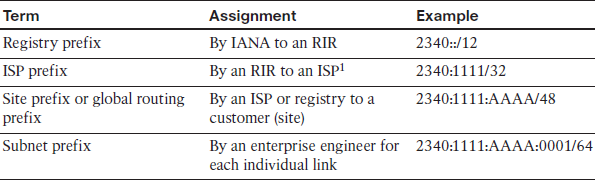 Term Assignment Example
Registry prefix By IANA to an RIR 2340::/12
ISP prefix By an RIR to an ISP1 2340:1111/32
Site prefix or global routing By an ISP or registry to a 2340:1111:AAAA/48
prefix customer (site)
Subnet prefix By an enterprise engineer for 2340:1111:AAAA:0001/64
each individual link